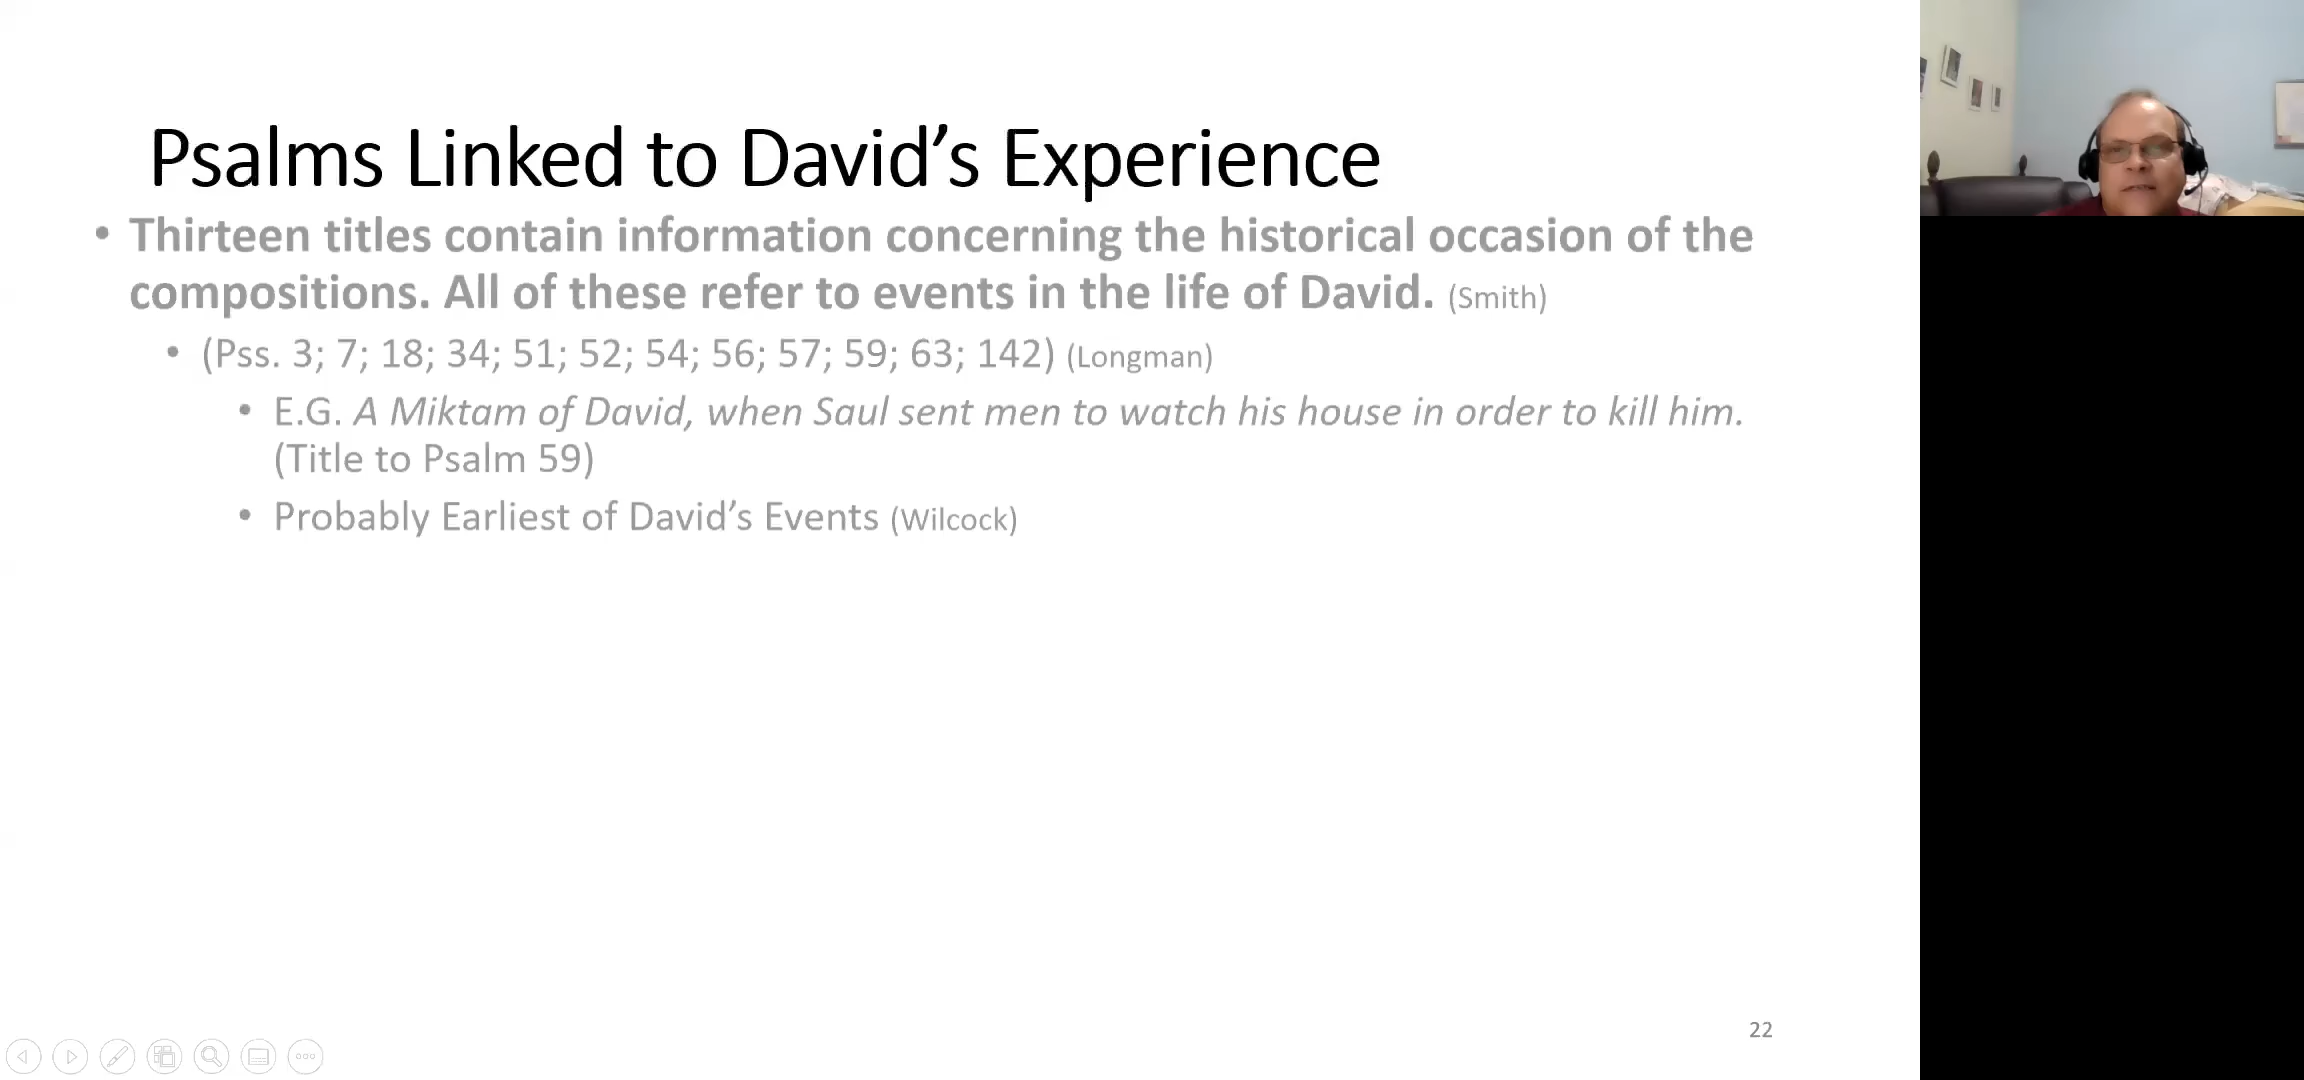 Psalms Linked to David’s Experience
• Thirteen titles contain information concerning the historical occasion of the
compositions. All of these refer to events in the life of David. (Smith)
• (Pss. 3; 7; 18; 34; 51; 52; 54; 56; 57; 59; 63; 142) (Longman)
• E.G. A Miktam of David, when Saul sent men to watch his house in order to kill him.
(Title to Psalm 59)
• Probably Earliest of David’s Events (Wilcock)
22